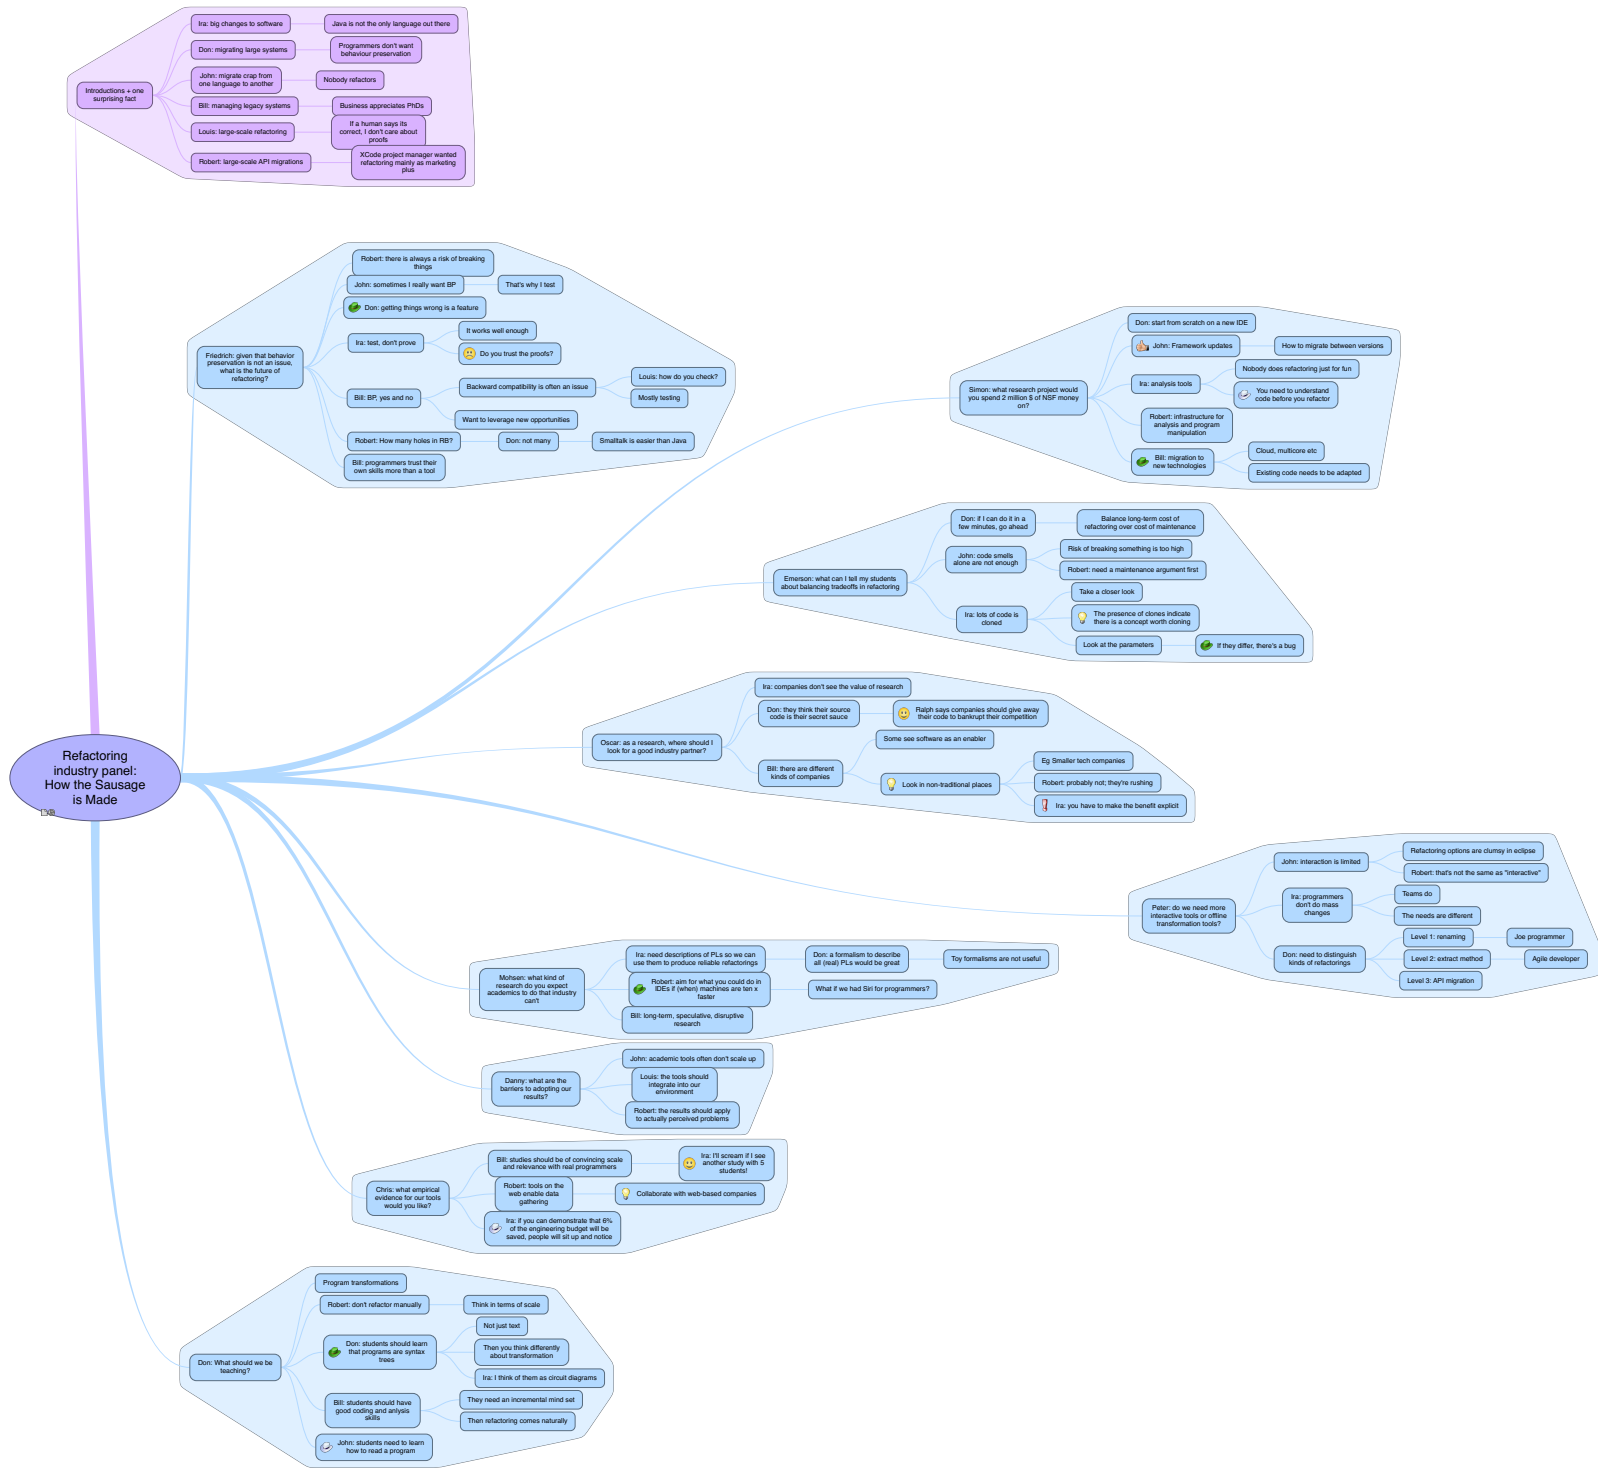 Introductions + one
surprising fact
Ira: big changes to software
Java is not the only language out there
Don: migrating large systems
Programmers don't want
behaviour preservation
John: migrate crap from
one language to another
Nobody refactors
Bill: managing legacy systems
Business appreciates PhDs
Louis: large-scale refactoring
If a human says its
correct, I don't care about
proofs
Robert: large-scale API migrations
XCode project manager wanted
refactoring mainly as marketing
plus
Friedrich: given that behavior
preservation is not an issue,
what is the future of
refactoring?
Robert: there is always a risk of breaking
things
John: sometimes I really want BP
That's why I test
Don: getting things wrong is a feature
Ira: test, don't prove
It works well enough
Do you trust the proofs?
Bill: BP, yes and no
Backward compatibility is often an issue
Louis: how do you check?
Mostly testing
Want to leverage new opportunities
Robert: How many holes in RB?
Don: not many
Smalltalk is easier than Java
Bill: programmers trust their
own skills more than a tool
Simon: what research project would
you spend 2 million $ of NSF money
on?
Don: start from scratch on a new IDE
John: Framework updates
How to migrate between versions
Ira: analysis tools
Nobody does refactoring just for fun
You need to understand
code before you refactor
Robert: infrastructure for
analysis and program
manipulation
Bill: migration to
new technologies
Cloud, multicore etc
Existing code needs to be adapted
Emerson: what can I tell my students
about balancing tradeoffs in refactoring
Don: if I can do it in a
few minutes, go ahead
Balance long-term cost of
refactoring over cost of maintenance
John: code smells
alone are not enough
Risk of breaking something is too high
Robert: need a maintenance argument first
Ira: lots of code is
cloned
Take a closer look
The presence of clones indicate
there is a concept worth cloning
Look at the parameters
If they differ, there's a bug
Oscar: as a research, where should I
look for a good industry partner?
Ira: companies don't see the value of research
Don: they think their source
code is their secret sauce
Ralph says companies should give away
their code to bankrupt their competition
Bill: there are different
kinds of companies
Some see software as an enabler
Look in non-traditional places
Eg Smaller tech companies
Robert: probably not; they're rushing
Ira: you have to make the benefit explicit
Refactoring
industry panel:
How the Sausage
is Made
Peter: do we need more
interactive tools or offline
transformation tools?
John: interaction is limited
Refactoring options are clumsy in eclipse
Robert: that's not the same as "interactive"
Ira: programmers
don't do mass
changes
Teams do
The needs are different
Don: need to distinguish
kinds of refactorings
Level 1: renaming
Joe programmer
Level 2: extract method
Agile developer
Level 3: API migration
Mohsen: what kind of
research do you expect
academics to do that industry
can't
Ira: need descriptions of PLs so we can
use them to produce reliable refactorings
Don: a formalism to describe
all (real) PLs would be great
Toy formalisms are not useful
Robert: aim for what you could do in
IDEs if (when) machines are ten x
faster
What if we had Siri for programmers?
Bill: long-term, speculative, disruptive
research
Danny: what are the
barriers to adopting our
results?
John: academic tools often don't scale up
Louis: the tools should
integrate into our
environment
Robert: the results should apply
to actually perceived problems
Chris: what empirical
evidence for our tools
would you like?
Bill: studies should be of convincing scale
and relevance with real programmers
Ira: I'll scream if I see
another study with 5
students!
Robert: tools on the
web enable data
gathering
Collaborate with web-based companies
Ira: if you can demonstrate that 6%
of the engineering budget will be
saved, people will sit up and notice
Don: What should we be
teaching?
Program transformations
Robert: don't refactor manually
Think in terms of scale
Don: students should learn
that programs are syntax
trees
Not just text
Then you think differently
about transformation
Ira: I think of them as circuit diagrams
Bill: students should have
good coding and anlysis
skills
They need an incremental mind set
Then refactoring comes naturally
John: students need to learn
how to read a program